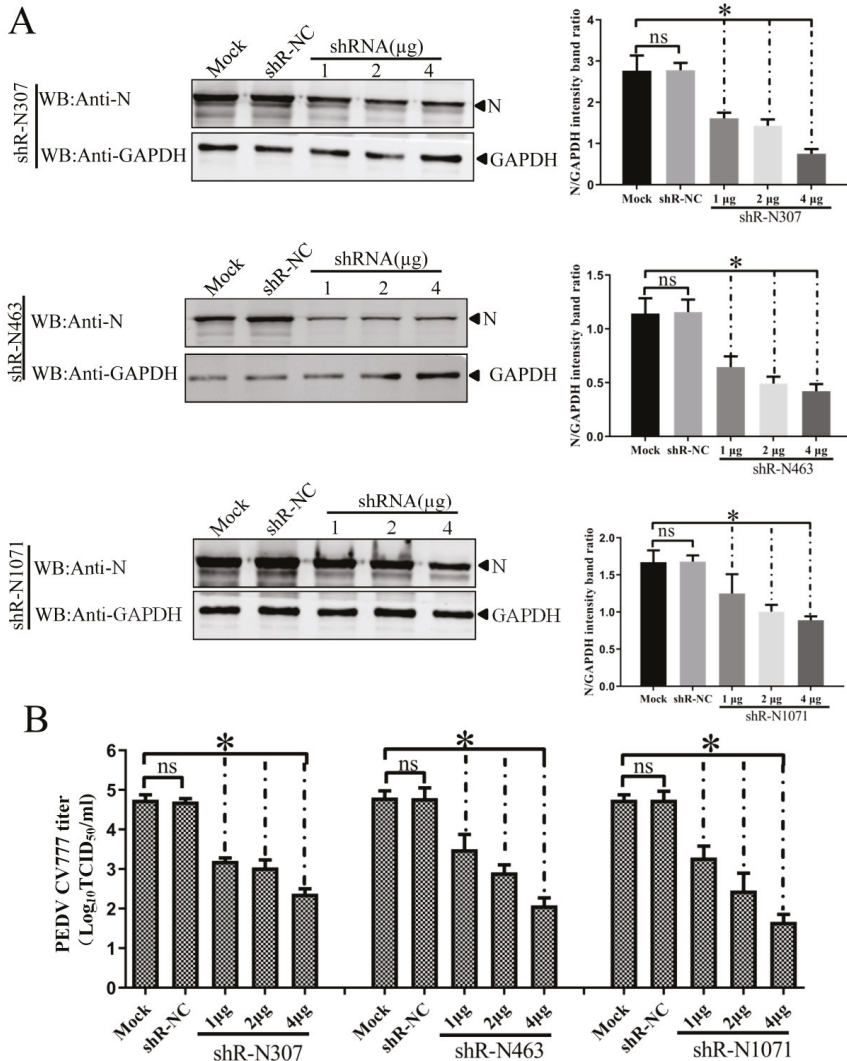 A
Mock
shR-NC
shRNA(µg)
1 2 4
shR-N307
WB:Anti-N
N
WB:Anti-GAPDH
GAPDH
N/GAPDH intensity band ratio
4
3
2
1
0
*
ns
Mock shR-NC 1 µg 2 µg 4 µg
shR-N307
Mock
shR-NC
shRNA(µg)
1 2 4
shR-N463
WB:Anti-N
N
WB:Anti-GAPDH
GAPDH
N/GAPDH intensity band ratio
1.5
1.0
0.5
0.0
*
ns
Mock shR-NC 1 µg 2 µg 4 µg
shR-N463
Mock
shR-NC
shRNA(µg)
1 2 4
shR-N1071
WB:Anti-N
N
WB:Anti-GAPDH
GAPDH
N/GAPDH intensity band ratio
2.0
1.5
1.0
0.5
0.0
*
ns
Mock shR-NC 1 µg 2 µg 4 µg
shR-N1071
B
PEDV CV777 titer
(Log10TCID50/ml)
6
5
4
3
2
1
0
*
ns
*
ns
*
ns
Mock shR-NC 1µg 2µg 4µg Mock shR-NC 1µg 2µg 4µg Mock shR-NC 1µg 2µg 4µg
shR-N307 shR-N463 shR-N1071